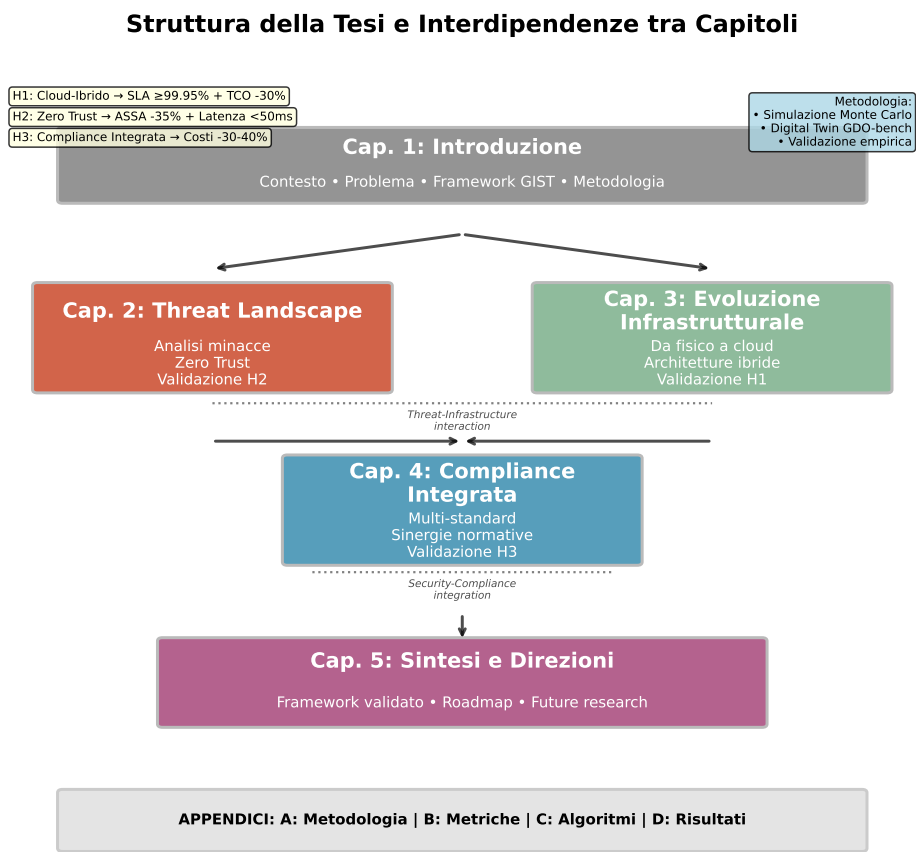 Struttura della Tesi e Interdipendenze tra Capitoli
H1: Cloud-Ibrido → SLA ≥99.95% + TCO -30%
H2: Zero Trust → ASSA -35% + Latenza <50ms
H3: Compliance Integrata → Costi -30-40%
Metodologia:
• Simulazione Monte Carlo
• Digital Twin GDO-bench
• Validazione empirica
Cap. 1: Introduzione
Contesto • Problema • Framework GIST • Metodologia
Cap. 2: Threat Landscape
Analisi minacce
Zero Trust
Validazione H2
Cap. 3: Evoluzione
Infrastrutturale
Da fisico a cloud
Architetture ibride
Validazione H1
Threat-Infrastructure
interaction
Cap. 4: Compliance
Integrata
Multi-standard
Sinergie normative
Validazione H3
Security-Compliance
integration
Cap. 5: Sintesi e Direzioni
Framework validato • Roadmap • Future research
APPENDICI: A: Metodologia | B: Metriche | C: Algoritmi | D: Risultati